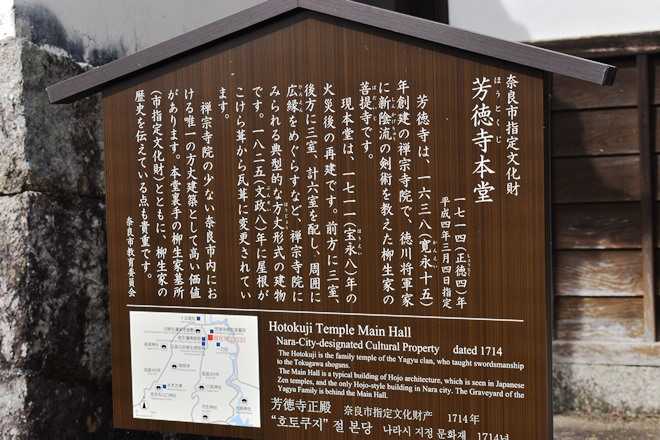 奈良市指定文化財
ほうとくじ
芳徳寺本堂
一七一四(正徳四)年
平成四年三月四日指定
芳徳寺は、一六三八(寛永十五)
年創建の禅宗寺院で、徳川将軍家
に新陰流の剣術を教えた柳生家の
菩提寺です。
現本堂は、一七一一(宝永八)年の
火災後の再建です。前方に三室、
後方に三室、計六室を配し、周囲に
広縁をめぐらすなど、禅宗寺院に
みられる典型的な方丈形式の建物
です。一八二五(文政八)年に屋根が
こけら葺から瓦葺に変更されてい
ます。
禅宗寺院の少ない奈良市内にお
ける唯一の方丈建築として高い価値
があります。本堂裏手の柳生家墓所
(市指定文化財)とともに、柳生家の
歴史を伝えている点も貴重です。
奈良市教育委員会
Hotokuji Temple Main Hall
Nara-City-designated Cultural Property dated 1714
The Hotokuji is the family temple of the Yagyu clan, who taught swordsmanship
to the Tokugawa shoguns.
The Main Hall is a typical building of Hojo architecture, which is seen in Japanese
Zen temples, and the only Hojo-style building in Nara city. The Graveyard of the
Yagyu Family is behind the Main Hall.
芳徳寺正殿 奈良市指定文化财产 1714年
“호토쿠지” 절 본당 나라시 지정 문화재 1714년